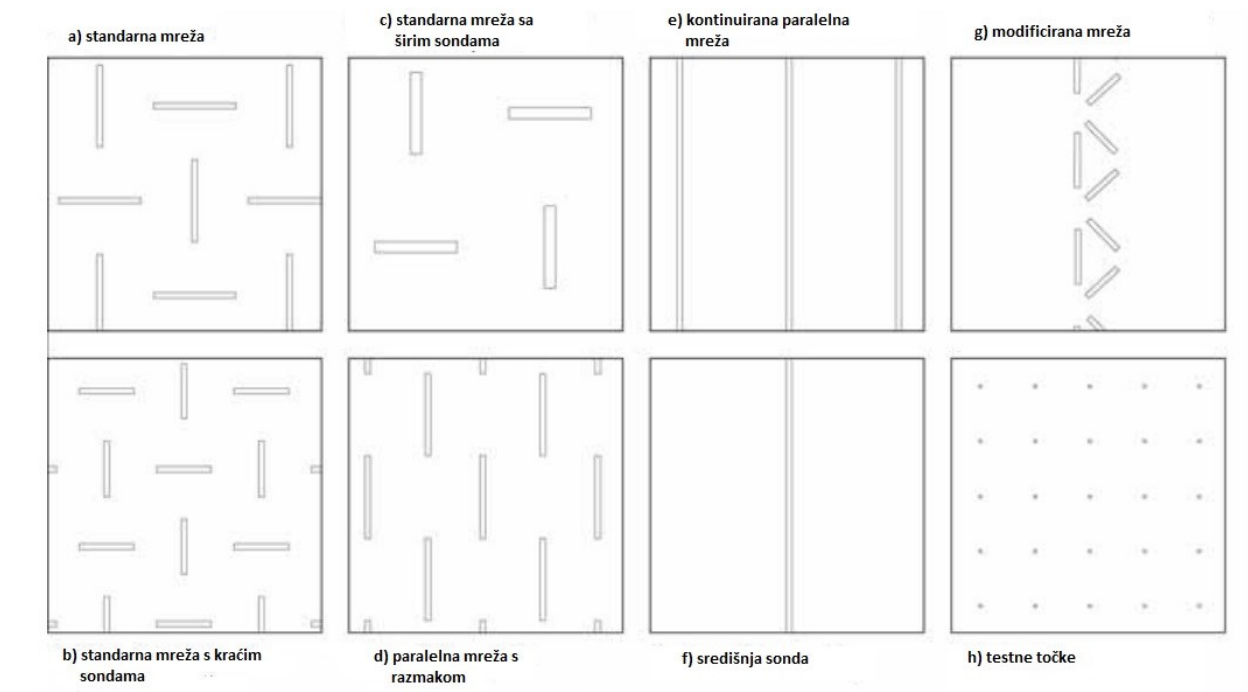 a) standarna mreža
c) standarna mreža sa
širim sondama
e) kontinuirana paralelna
mreža
g) modificirana mreža
b) standarna mreža s kraćim
sondama
d) paralelna mreža s
razmakom
f) središnja sonda
h) testne točke